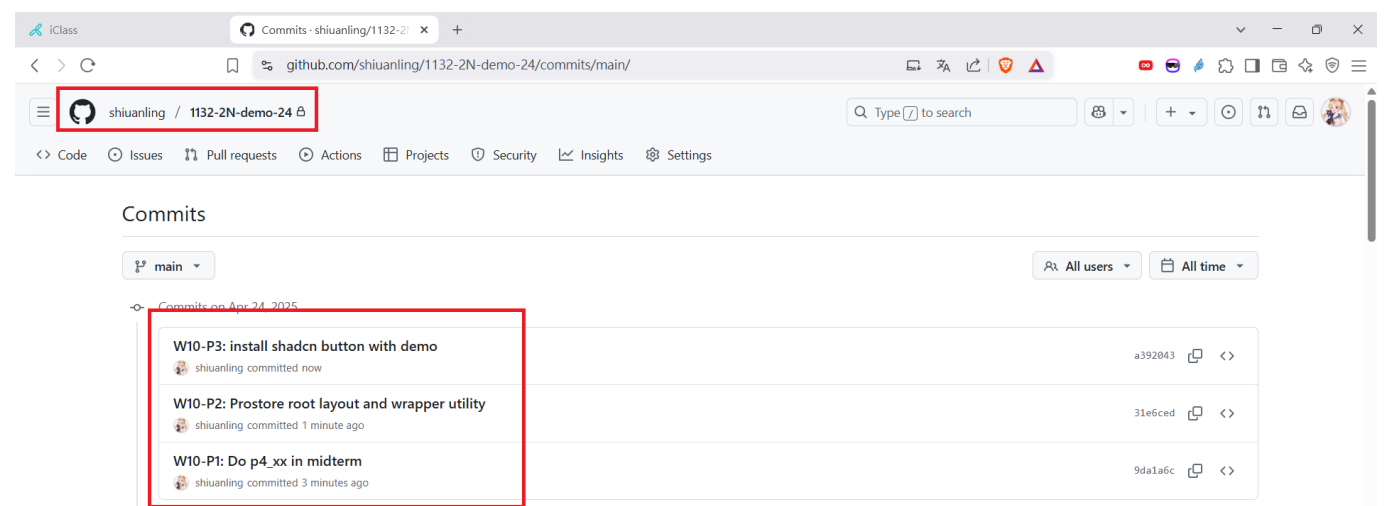 iClass
Commits · shiuanling/1132-2
github.com/shiuanling/1132-2N-demo-24/commits/main/
shiuanling / 1132-2N-demo-24
Type / to search
Code Issues Pull requests Actions Projects Security Insights Settings
Commits
main
All users All time
Commits on Apr 24, 2025
W10-P3: install shadcn button with demo
a392043
shiuanling committed now
W10-P2: Prostore root layout and wrapper utility
31e6ced
shiuanling committed 1 minute ago
W10-P1: Do p4_xx in midterm
9da1a6c
shiuanling committed 3 minutes ago